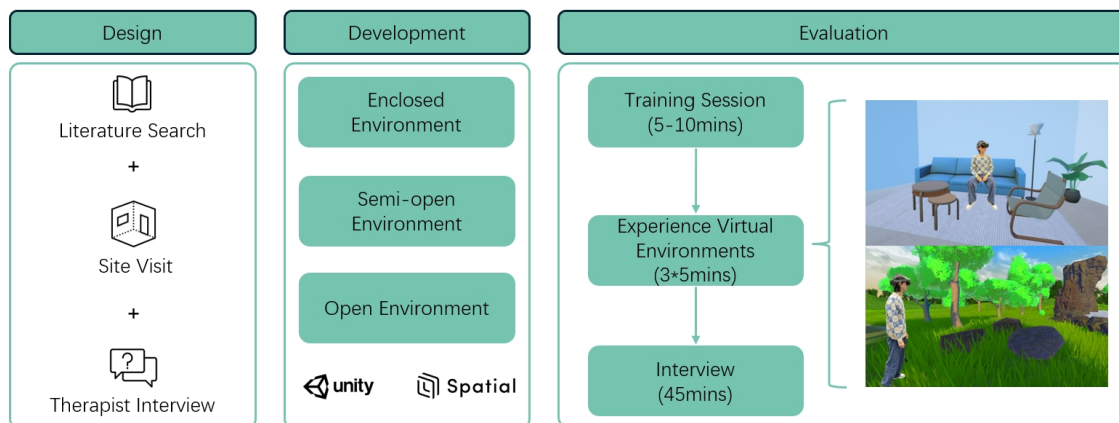 Design
Development
Evaluation
Literature Search
+
Site Visit
+
?
Therapist Interview
Enclosed
Environment
Semi-open
Environment
Open Environment
unity
Spatial
Training Session
(5-10mins)
Experience Virtual
Environments
(3*5mins)
Interview
(45mins)